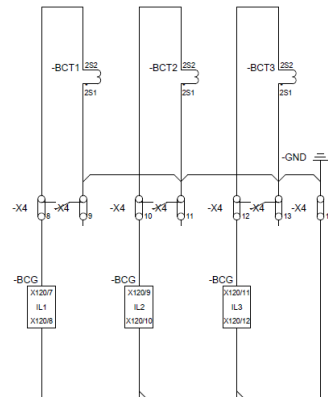 -BCT1 2S2 -BCT2 2S2 -BCT3 2S2
2S1 2S1 2S1
-GND
-X4 8 -X4 9 -X4 10 -X4 11 -X4 12 -X4 13 -X4
-BCG -BCG -BCG
X120/7 X120/9 X120/11
IL1 IL2 IL3
X120/8 X120/10 X120/12